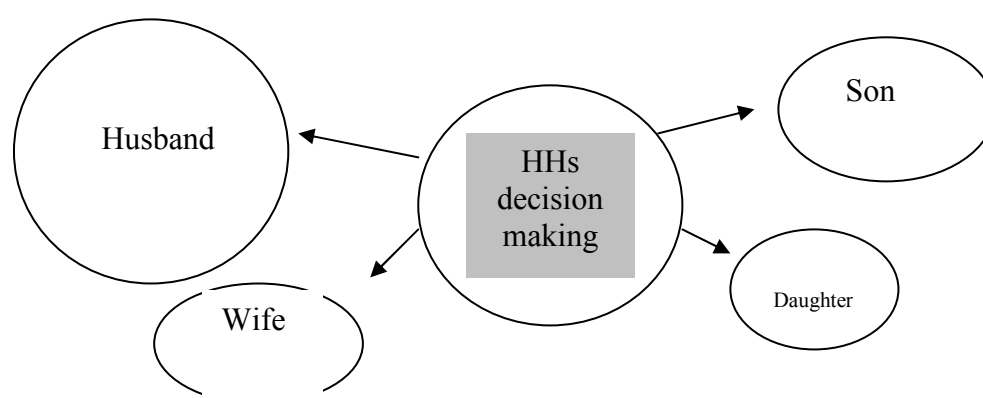 Husband
HHs
decision
making
Son
Wife
Daughter